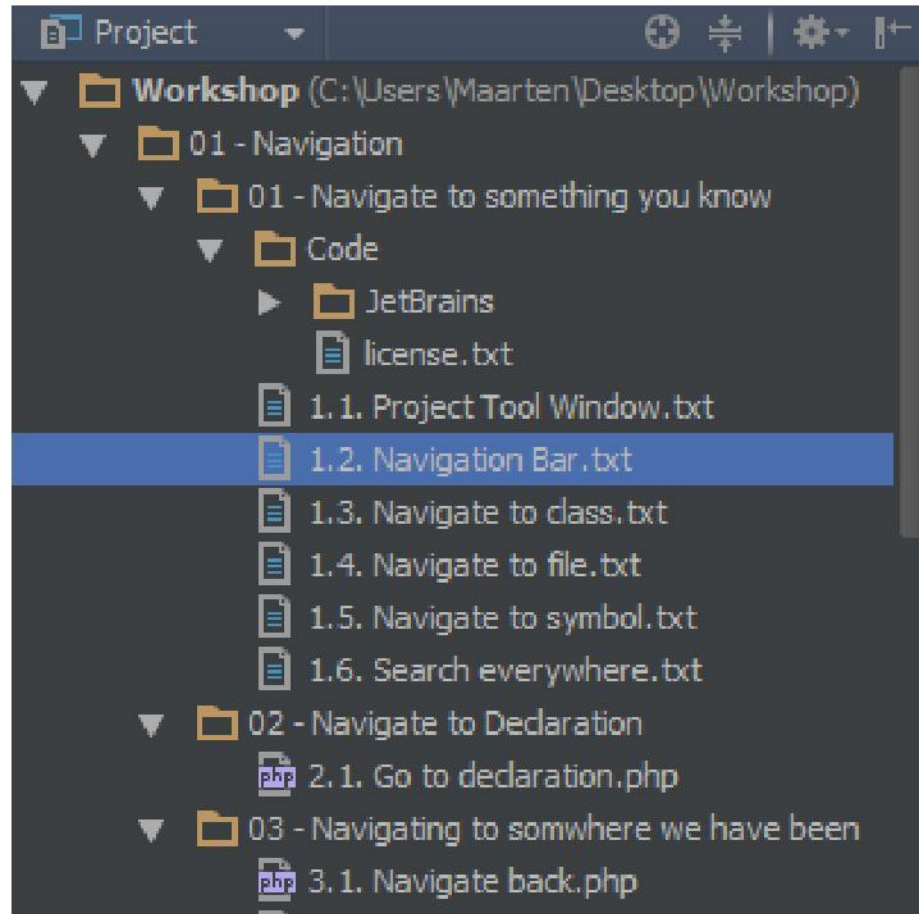 Project
Workshop (C:\Users\Maarten\Desktop\Workshop)
01 - Navigation
01 - Navigate to something you know
Code
JetBrains
license.txt
1.1. Project Tool Window.txt
1.2. Navigation Bar.txt
1.3. Navigate to class.txt
1.4. Navigate to file.txt
1.5. Navigate to symbol.txt
1.6. Search everywhere.txt
02 - Navigate to Declaration
php 2.1. Go to declaration.php
03 - Navigating to somwhere we have been
php 3.1. Navigate back.php